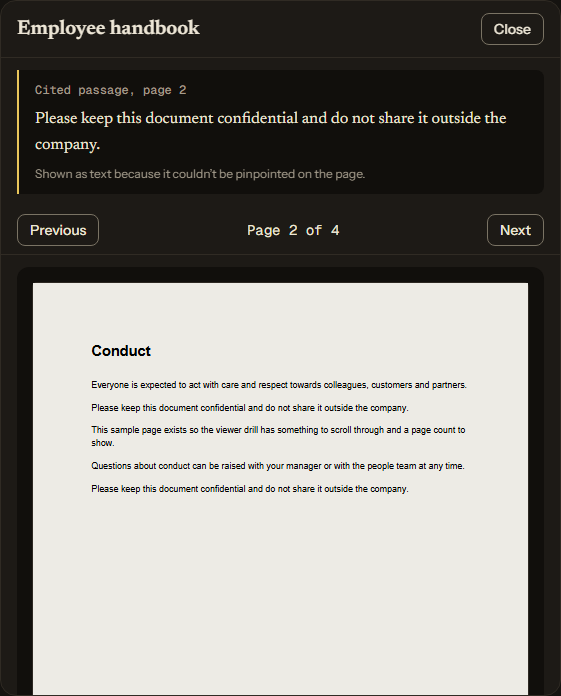 Employee handbook
Close
Cited passage, page 2
Please keep this document confidential and do not share it outside the
company.
Shown as text because it couldn’t be pinpointed on the page.
Previous
Page 2 of 4
Next
Conduct
Everyone is expected to act with care and respect towards colleagues, customers and partners.
Please keep this document confidential and do not share it outside the company.
This sample page exists so the viewer drill has something to scroll through and a page count to
show.
Questions about conduct can be raised with your manager or with the people team at any time.
Please keep this document confidential and do not share it outside the company.